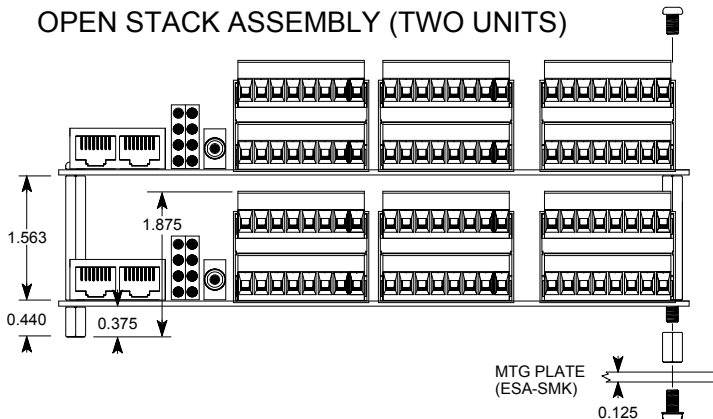 OPEN STACK ASSEMBLY (TWO UNITS)
1.563
1.875
0.440
0.375
MTG PLATE
(ESA-SMK)
0.125